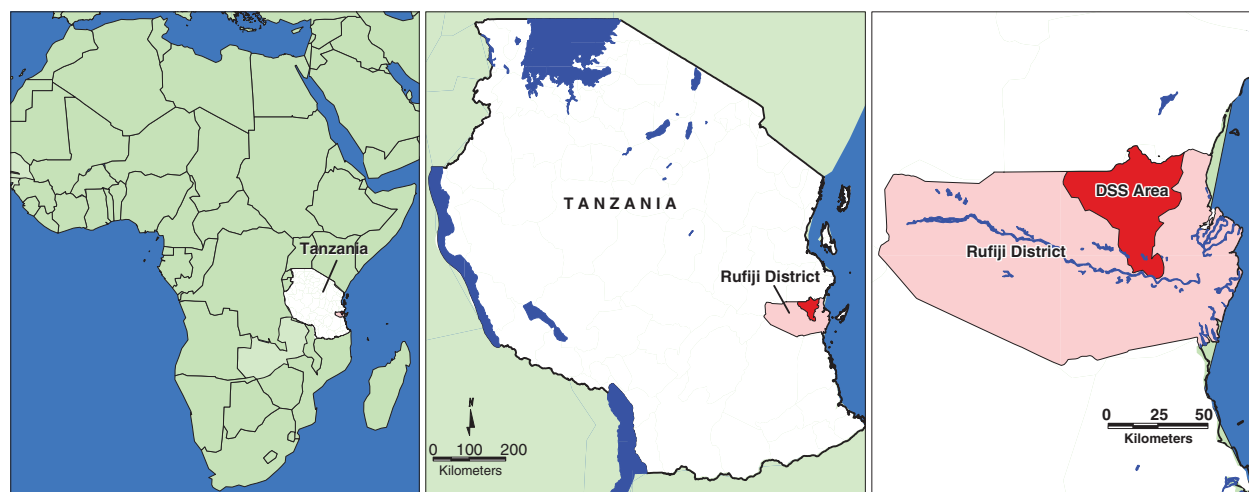 Tanzania
TANZANIA
Rufiji District
N
0 100 200
Kilometers
DSS Area
Rufiji District
0 25 50
Kilometers